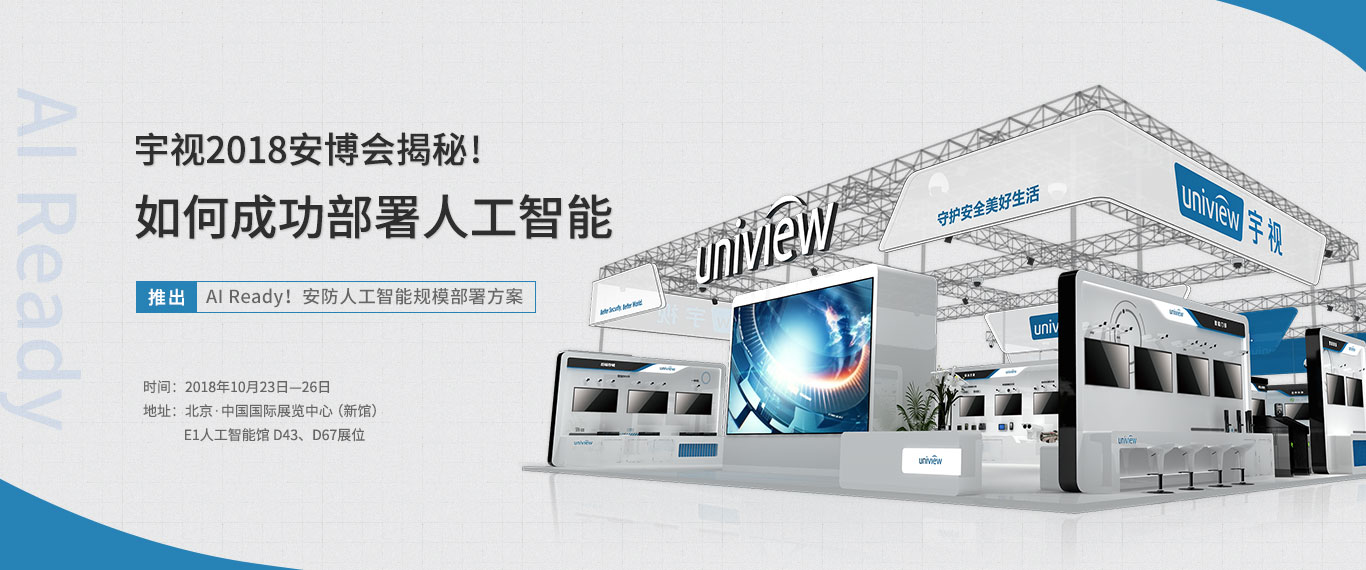 AI Ready
宇视2018安博会揭秘！
如何成功部署人工智能
推出 AI Ready！安防人工智能规模部署方案
时间：2018年10月23日—26日
地址：北京·中国国际展览中心（新馆）
E1人工智能馆 D43、D67展位
uniview
守护安全美好生活
uniview 宇视
Better Security, Better World.
宇视
univi
uniview
uniview
uniview
uniview